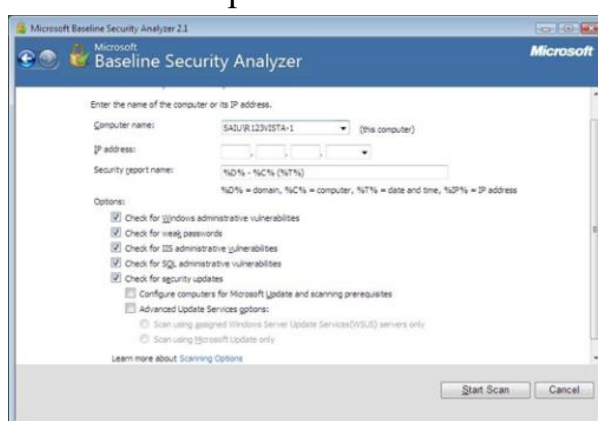 Microsoft Baseline Security Analyzer 2.1
Microsoft
Baseline Security Analyzer
Microsoft
Enter the name of the computer or its IP address.
Computer name:
SAIU\R123VISTA-1
(this computer)
IP address:
Security report name:
%D% - %C% (%T%)
%D% = domain, %C% = computer, %T% = date and time, %IP% = IP address
Options:
Check for Windows administrative vulnerabilities
Check for weak passwords
Check for IIS administrative vulnerabilities
Check for SQL administrative vulnerabilities
Check for security updates
Configure computers for Microsoft Update and scanning prerequisites
Advanced Update Services options:
Scan using assigned Windows Server Update Services(WSUS) servers only
Scan using Microsoft Update only
Learn more about Scanning Options
Start Scan
Cancel